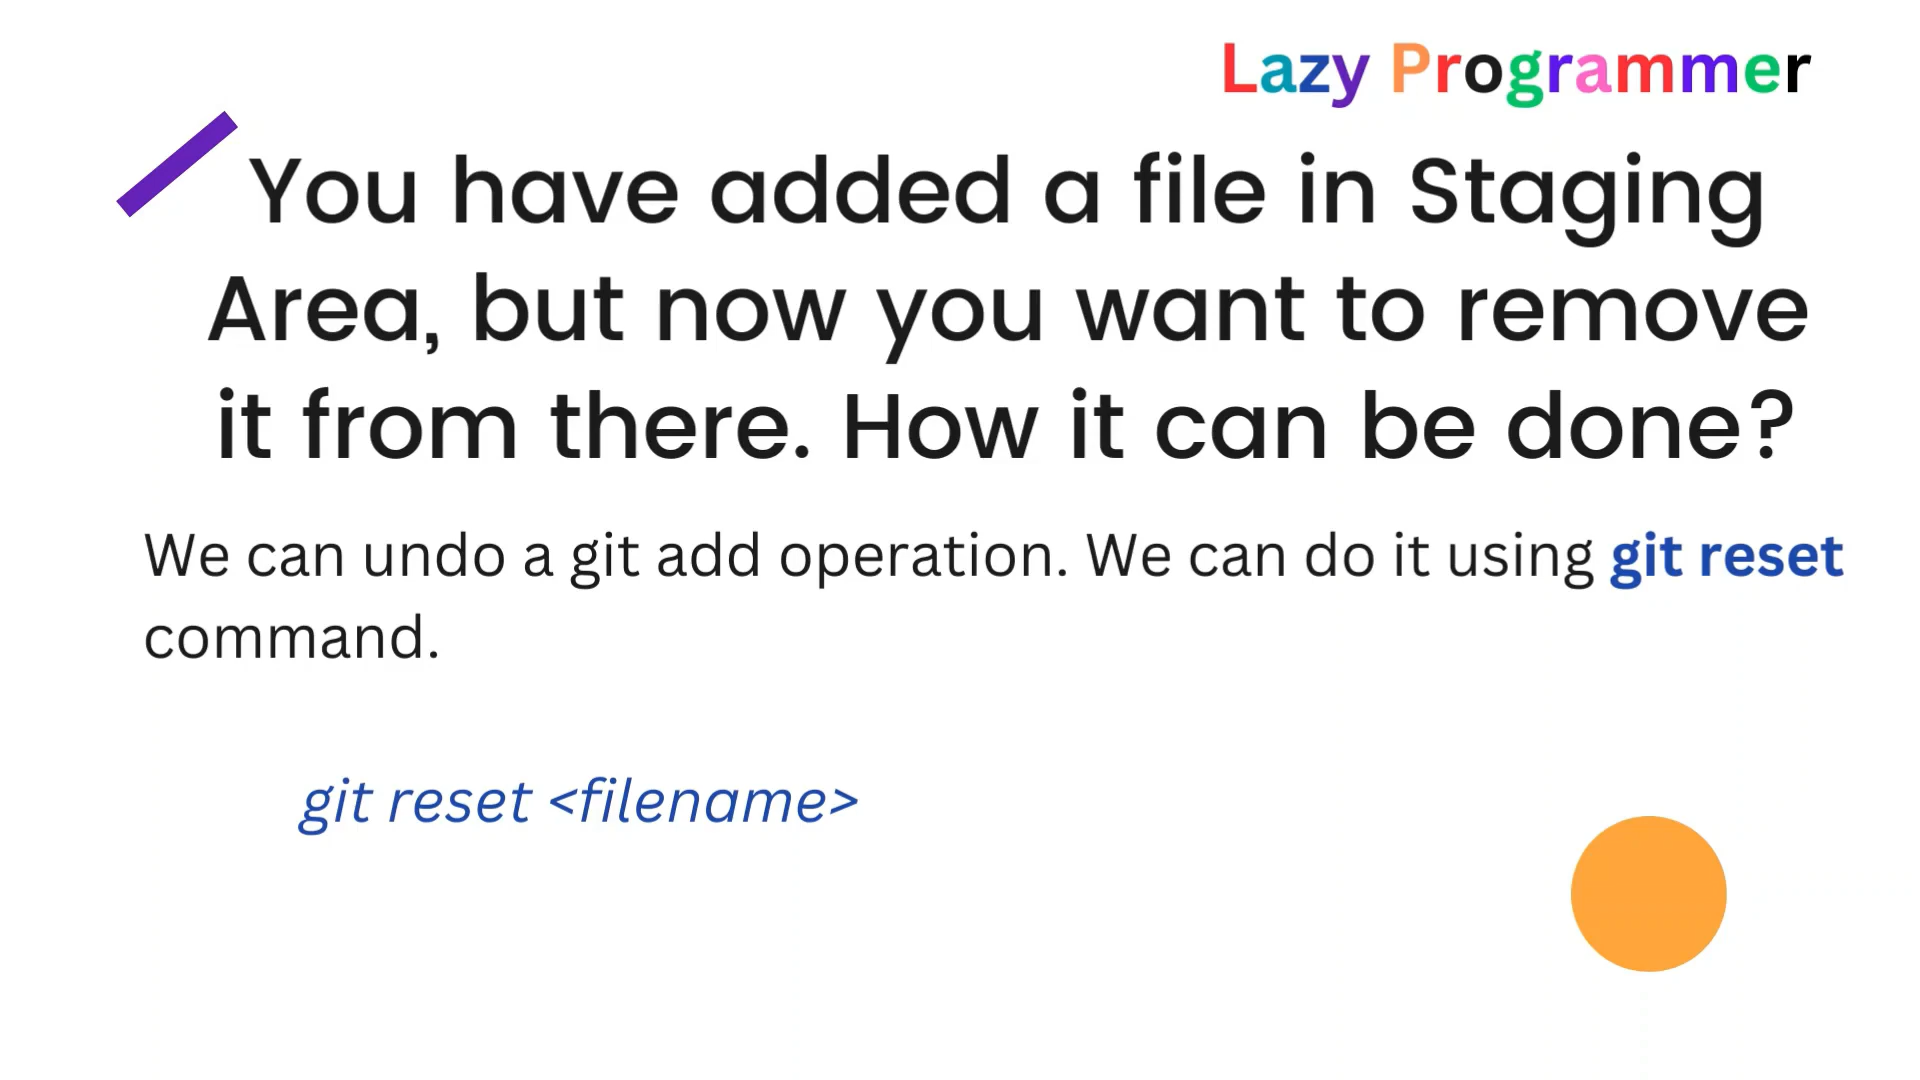 Lazy Programmer
You have added a file in Staging
Area, but now you want to remove
it from there. How it can be done?
We can undo a git add operation. We can do it using git reset
command.
git reset <filename>